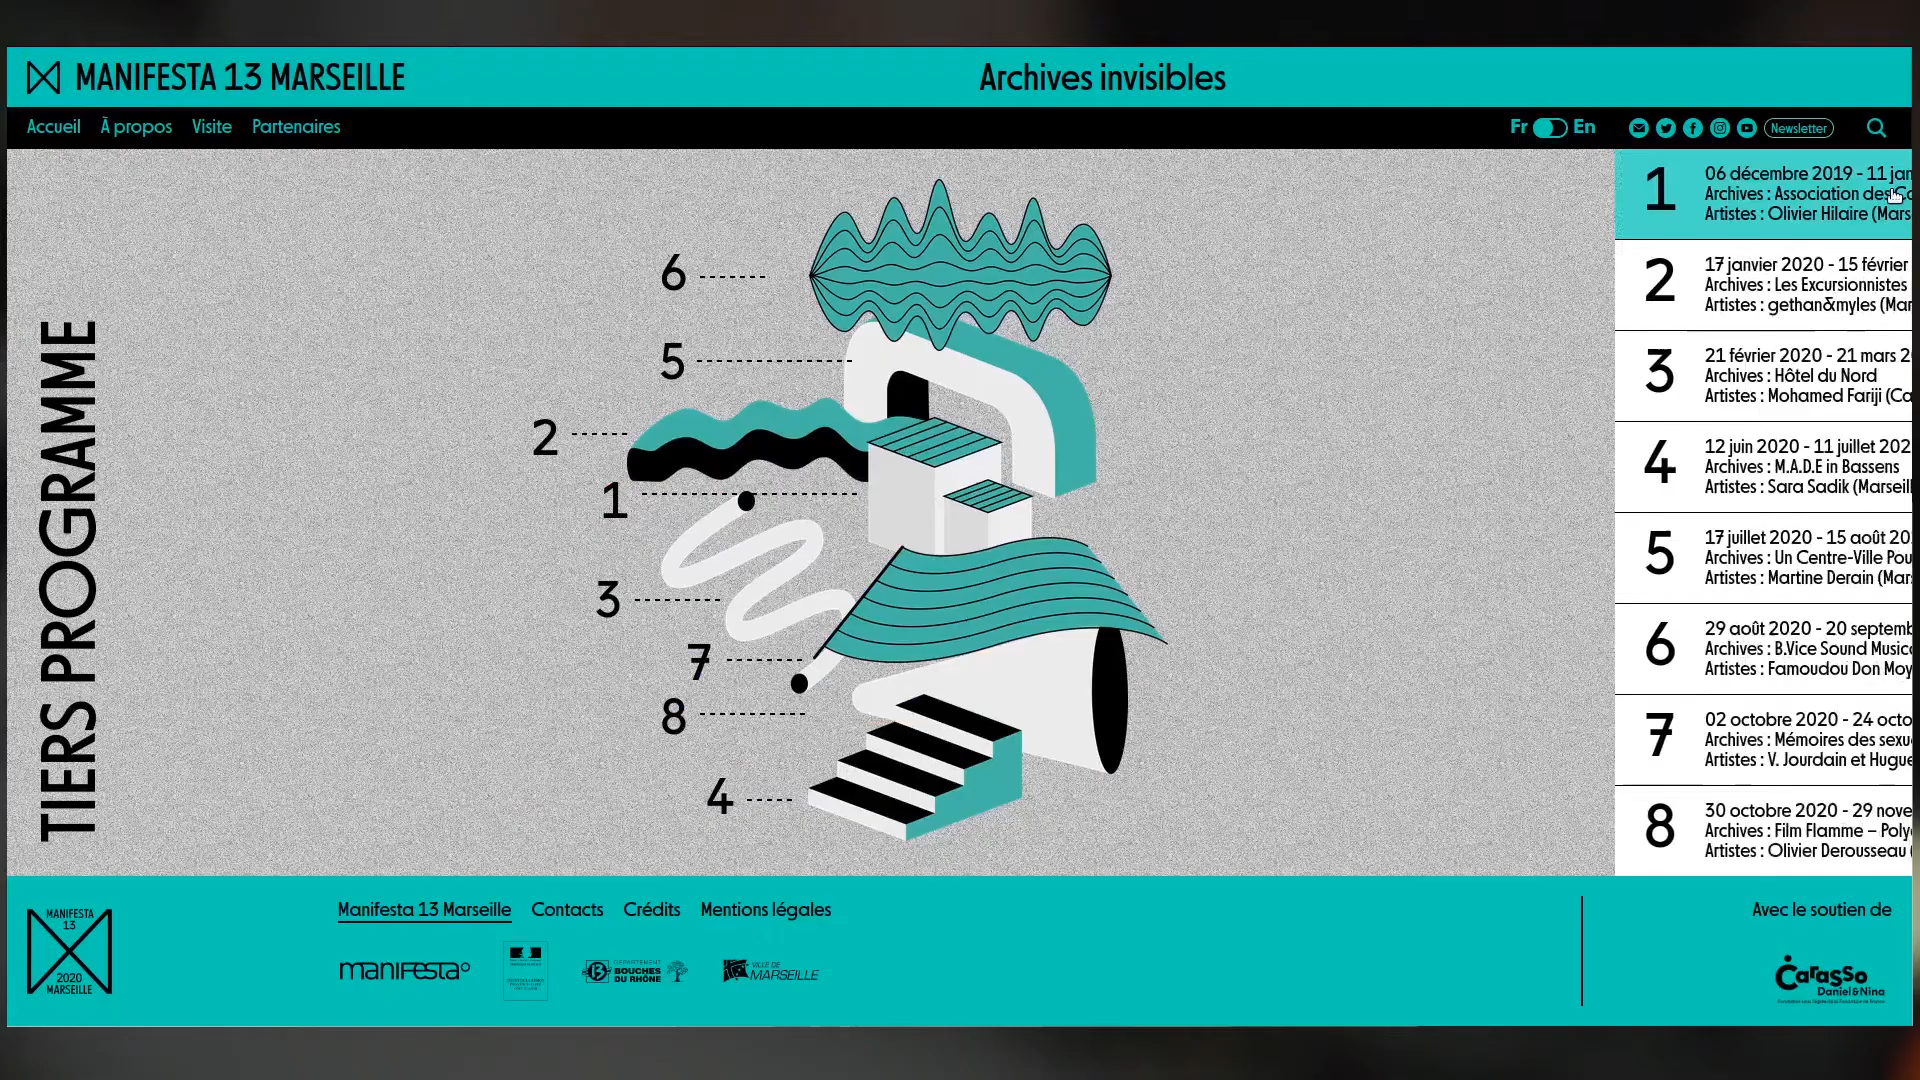 MANIFESTA 13 MARSEILLE
Archives invisibles
Accueil À propos Visite Partenaires
Fr En
Newsletter
TIERS PROGRAMME
6
5
2
1
3
7
8
4
1
06 décembre 2019 - 11 jan
Archives : Association des Co
Artistes : Olivier Hilaire (Mars
2
17 janvier 2020 - 15 février
Archives : Les Excursionnistes
Artistes : gethan&myles (Mar
3
21 février 2020 - 21 mars 2
Archives : Hôtel du Nord
Artistes : Mohamed Fariji (Ca
4
12 juin 2020 - 11 juillet 202
Archives : M.A.D.E in Bassens
Artistes : Sara Sadik (Marseill
5
17 juillet 2020 - 15 août 20
Archives : Un Centre-Ville Pou
Artistes : Martine Derain (Mars
6
29 août 2020 - 20 septemb
Archives : B.Vice Sound Music
Artistes : Famoudou Don Moy
7
02 octobre 2020 - 24 octo
Archives : Mémoires des sexu
Artistes : V. Jourdain et Hugue
8
30 octobre 2020 - 29 nove
Archives : Film Flamme – Poly
Artistes : Olivier Derousseau (
MANIFESTA
13
2020
MARSEILLE
Manifesta 13 Marseille Contacts Crédits Mentions légales
manifesta
13
DÉPARTEMENT
BOUCHES
DU RHÔNE
VILLE DE
MARSEILLE
Avec le soutien de
Carasso
Daniel & Nina